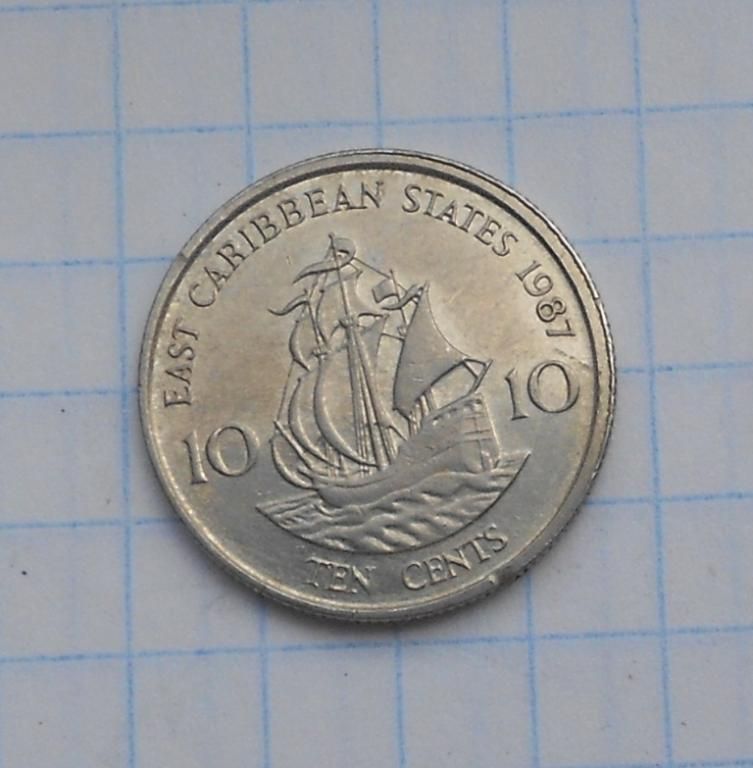 EAST CARIBBEAN STATES 1987
10 10
TEN CENTS